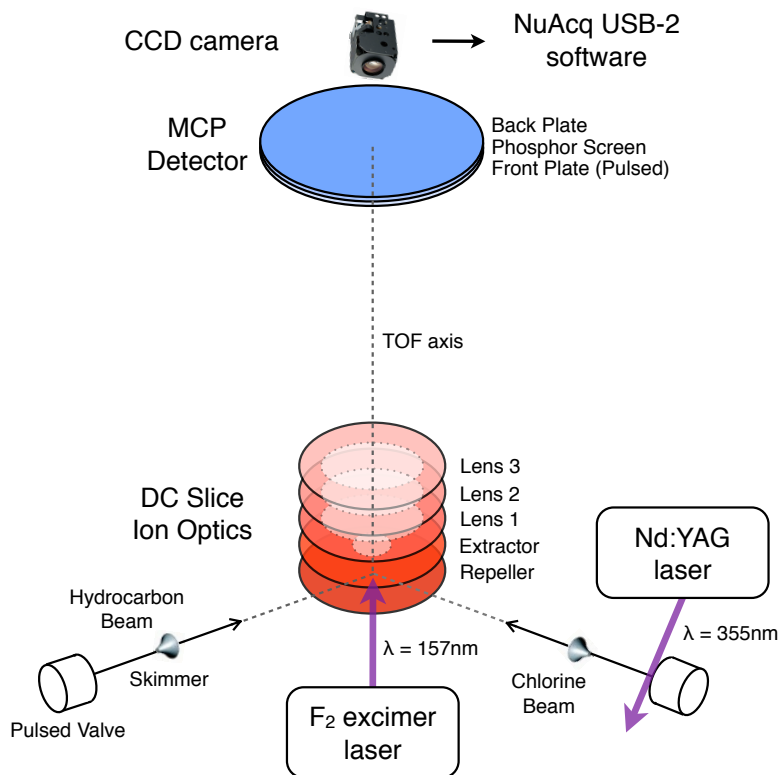 CCD camera
NuAcq USB-2
software
MCP
Detector
Back Plate
Phosphor Screen
Front Plate (Pulsed)
TOF axis
DC Slice
Ion Optics
Lens 3
Lens 2
Lens 1
Extractor
Repeller
Nd:YAG
laser
Hydrocarbon
Beam
Skimmer
Pulsed Valve
λ = 157nm
F₂ excimer
laser
Chlorine
Beam
λ = 355nm